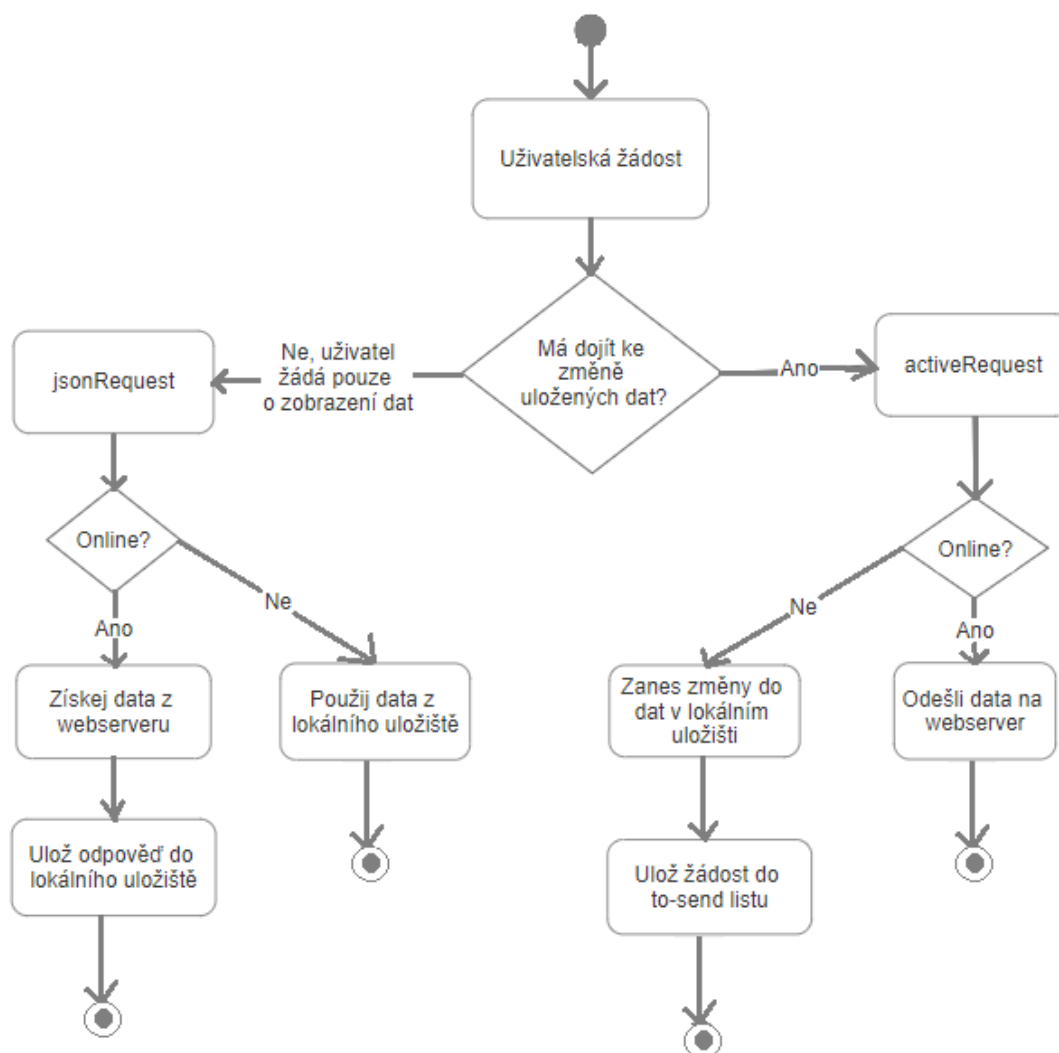 Uživatelská žádost
Má dojít ke
změně
uložených dat?
Ne, uživatel
žádá pouze
o zobrazení dat
Ano
jsonRequest
activeRequest
Online?
Online?
Ne
Ano
Ne
Ano
Získej data z
webserveru
Použij data z
lokálního uložiště
Zanes změny do
dat v lokálním
uložišti
Odešli data na
webserver
Ulož odpověď do
lokálního uložiště
Ulož žádost do
to-send listu